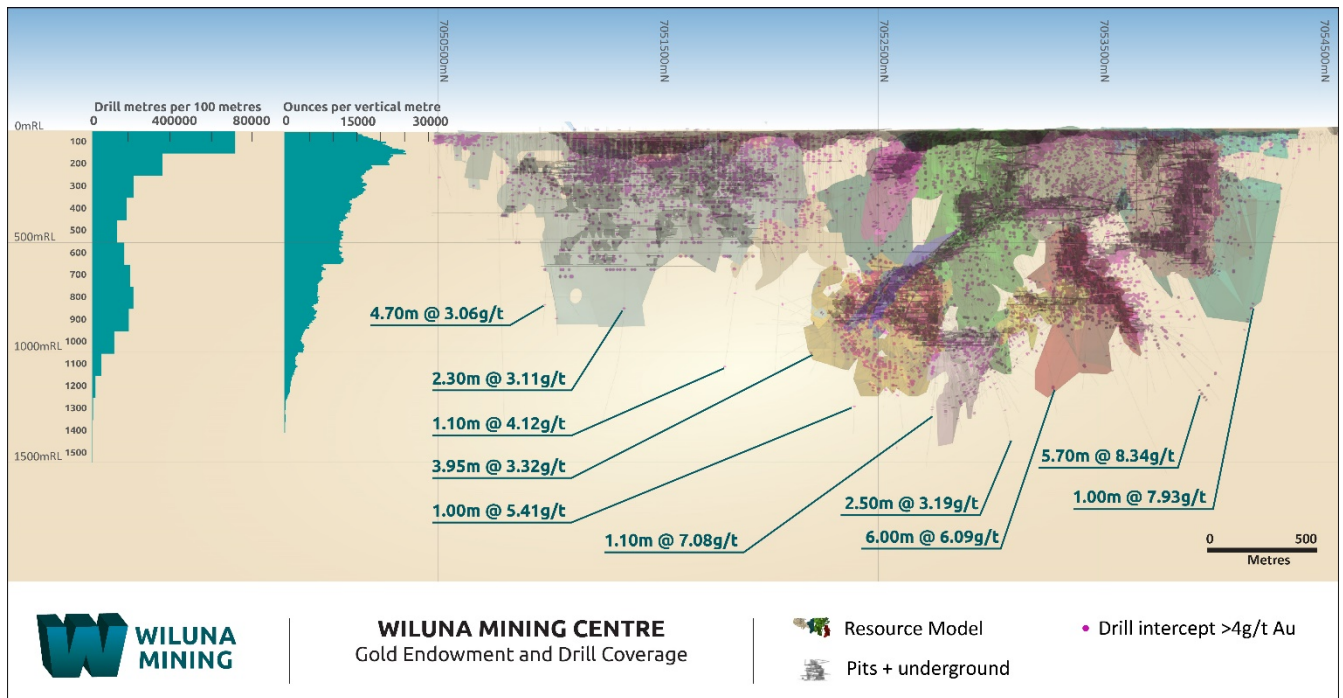 7050500mN
7051500mN
7052500mN
7053500mN
7054500mN
Drill metres per 100 metres
0 400000 80000
Ounces per vertical metre
0 15000 30000
0mRL
100
200
300
400
500
500mRL
600
700
800
900
1000
1000mRL
1100
1200
1300
1400
1500
1500mRL
4.70m @ 3.06g/t
2.30m @ 3.11g/t
1.10m @ 4.12g/t
3.95m @ 3.32g/t
1.00m @ 5.41g/t
1.10m @ 7.08g/t
2.50m @ 3.19g/t
6.00m @ 6.09g/t
5.70m @ 8.34g/t
1.00m @ 7.93g/t
0 500
Metres
WILUNA
MINING
WILUNA MINING CENTRE
Gold Endowment and Drill Coverage
Resource Model
Drill intercept >4g/t Au
Pits + underground